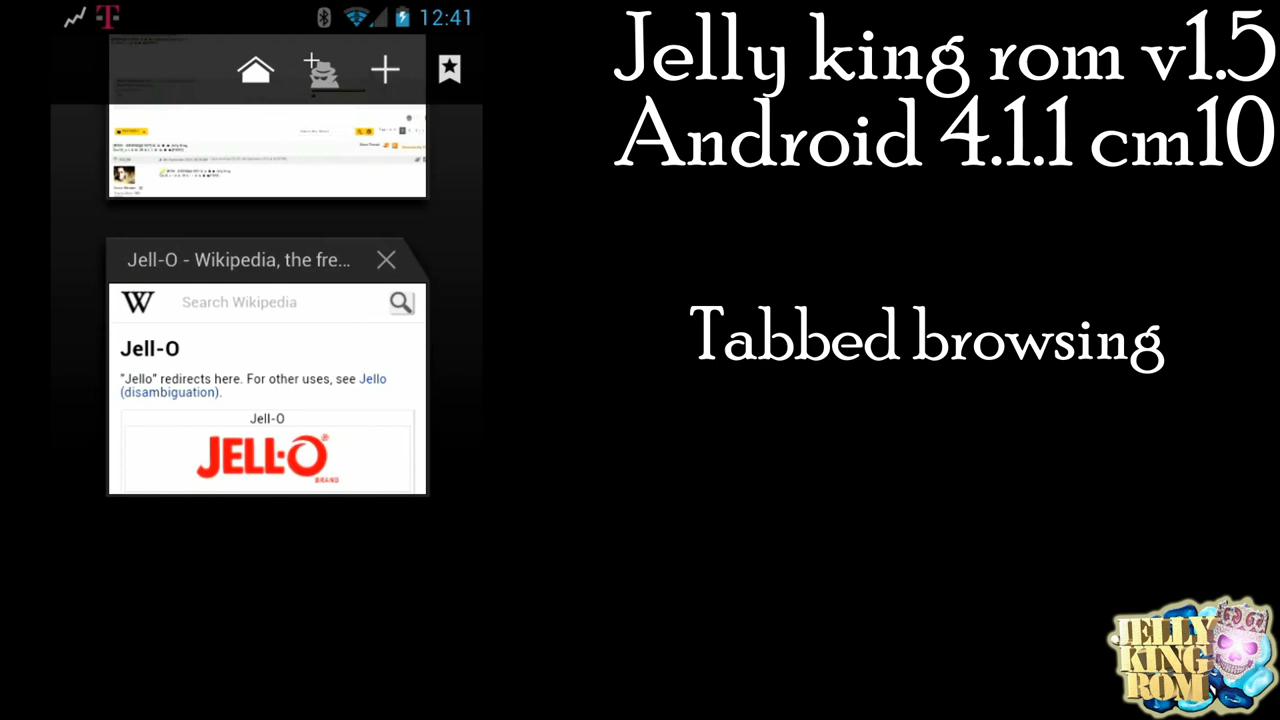 12:41
Jelly king rom v1.5
Android 4.1.1 cm10
Jell-O - Wikipedia, the fre...
Search Wikipedia
Tabbed browsing
Jell-O
"Jello" redirects here. For other uses, see Jello
(disambiguation).
Jell-O
JELL-O
BRAND
JELLY
KING
ROM